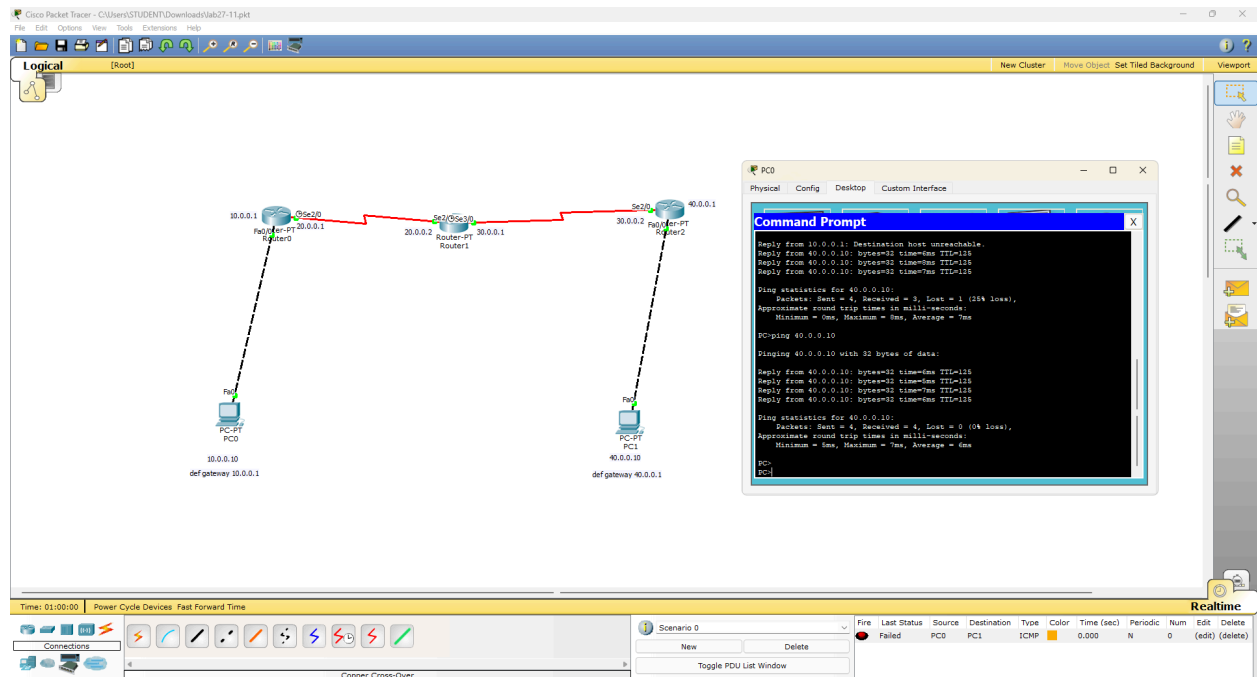 Cisco Packet Tracer - C:\Users\STUDENT\Downloads\lab27-11.pkt
File Edit Options View Tools Extensions Help
Logical
[Root]
New Cluster
Move Object
Set Tiled Background
Viewport
10.0.0.1
Se2/0
20.0.0.1
Fa0/0
Router0
Se2/0
Se3/0
20.0.0.2
30.0.0.1
Router-PT
Router1
Se2/0
40.0.0.1
30.0.0.2
Fa0/0
Router2
Fa0
PC-PT
PC0
10.0.0.10
def gateway 10.0.0.1
Fa0
PC-PT
PC1
40.0.0.10
def gateway 40.0.0.1
PC0
Physical Config Desktop Custom Interface
Command Prompt
X
Reply from 10.0.0.1: Destination host unreachable.
Reply from 40.0.0.10: bytes=32 time=6ms TTL=125
Reply from 40.0.0.10: bytes=32 time=8ms TTL=125
Reply from 40.0.0.10: bytes=32 time=7ms TTL=125
Ping statistics for 40.0.0.10:
Packets: Sent = 4, Received = 3, Lost = 1 (25% loss),
Approximate round trip times in milli-seconds:
Minimum = 0ms, Maximum = 8ms, Average = 7ms
PC>ping 40.0.0.10
Pinging 40.0.0.10 with 32 bytes of data:
Reply from 40.0.0.10: bytes=32 time=6ms TTL=125
Reply from 40.0.0.10: bytes=32 time=5ms TTL=125
Reply from 40.0.0.10: bytes=32 time=7ms TTL=125
Reply from 40.0.0.10: bytes=32 time=6ms TTL=125
Ping statistics for 40.0.0.10:
Packets: Sent = 4, Received = 4, Lost = 0 (0% loss),
Approximate round trip times in milli-seconds:
Minimum = 5ms, Maximum = 7ms, Average = 6ms
PC>
PC>
Time: 01:00:00
Power Cycle Devices Fast Forward Time
Realtime
Connections
Copper Cross-Over
Scenario 0
New
Delete
Toggle PDU List Window
Fire Last Status Source Destination Type Color Time (sec) Periodic Num Edit Delete
Failed PC0 PC1 ICMP 0.000 N 0 (edit) (delete)